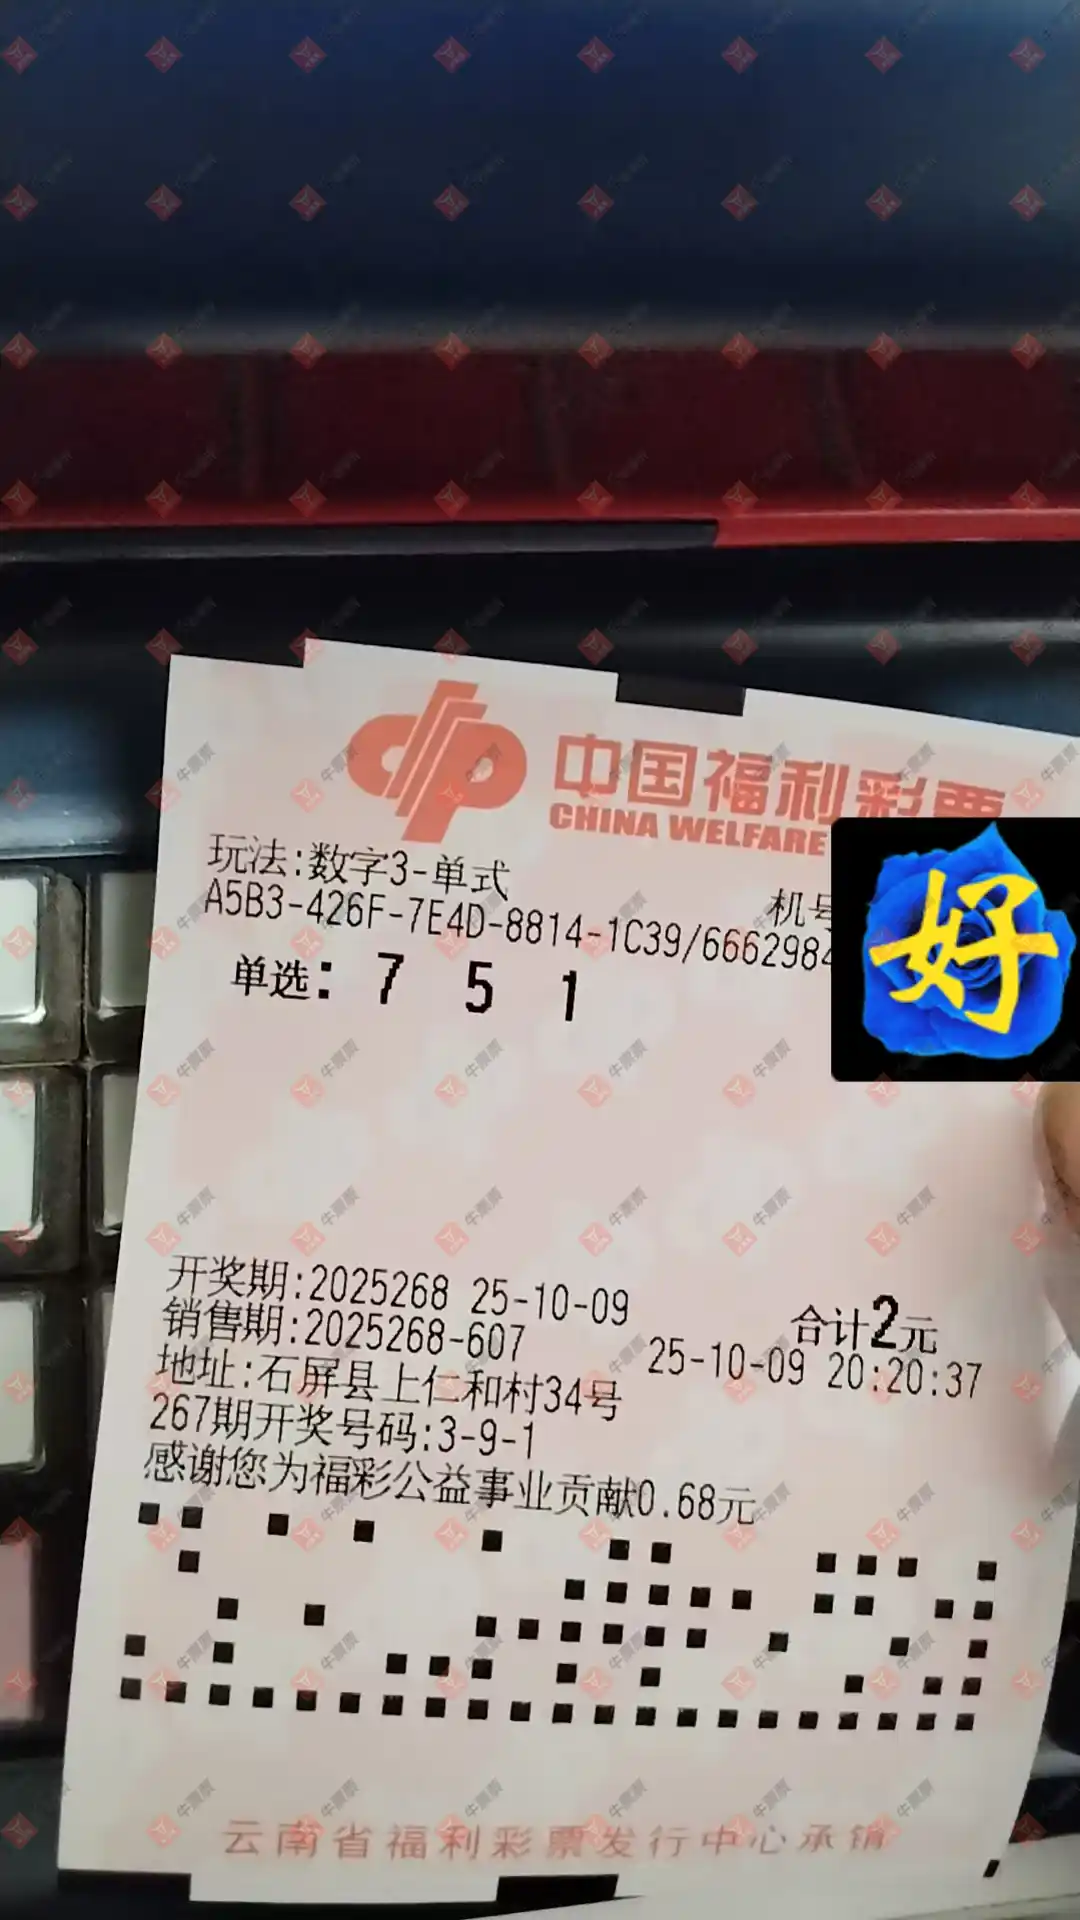 中国福利彩票
CHINA WELFARE
玩法:数字3-单式
机号
A5B3-426F-7E4D-8814-1C39/6662984
单选: 7 5 1
好
开奖期:2025268 25-10-09
合计2元
销售期:2025268-607
25-10-09 20:20:37
地址:石屏县上仁和村34号
267期开奖号码:3-9-1
感谢您为福彩公益事业贡献0.68元
云南省福利彩票发行中心承销
牛票票